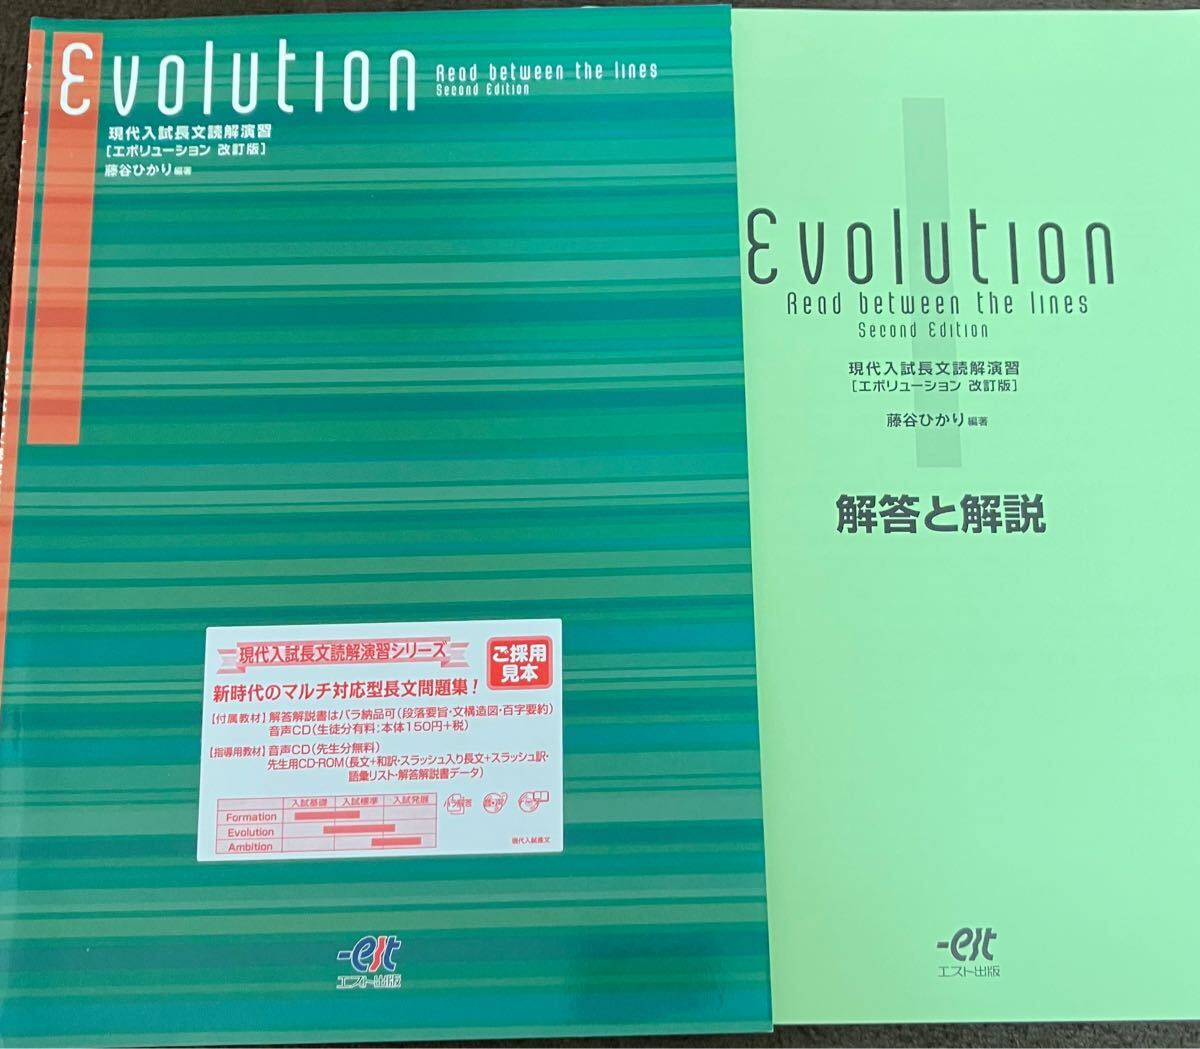 Evolution
Read between the lines
Second Edition
現代入試長文読解演習
[エボリューション 改訂版]
藤谷ひかり編著
現代入試長文読解演習シリーズ
ご採用
見本
新時代のマルチ対応型長文問題集!
【付属教材】解答解説書はバラ納品可(段落要旨・文構造図・百字要約)
音声CD(生徒分有料:本体150円+税)
【指導用教材】音声CD(先生分無料)
先生用CD-ROM(長文+和訳・スラッシュ入り長文+スラッシュ訳・
語彙リスト・解答解説書データ)
入試基礎 入試標準 入試発展
Formation
Evolution
Ambition
バラ解答
音・声
データ
現代入試長文
-est
エスト出版
Evolution
Read between the lines
Second Edition
現代入試長文読解演習
[エボリューション 改訂版]
藤谷ひかり編著
解答と解説
-est
エスト出版